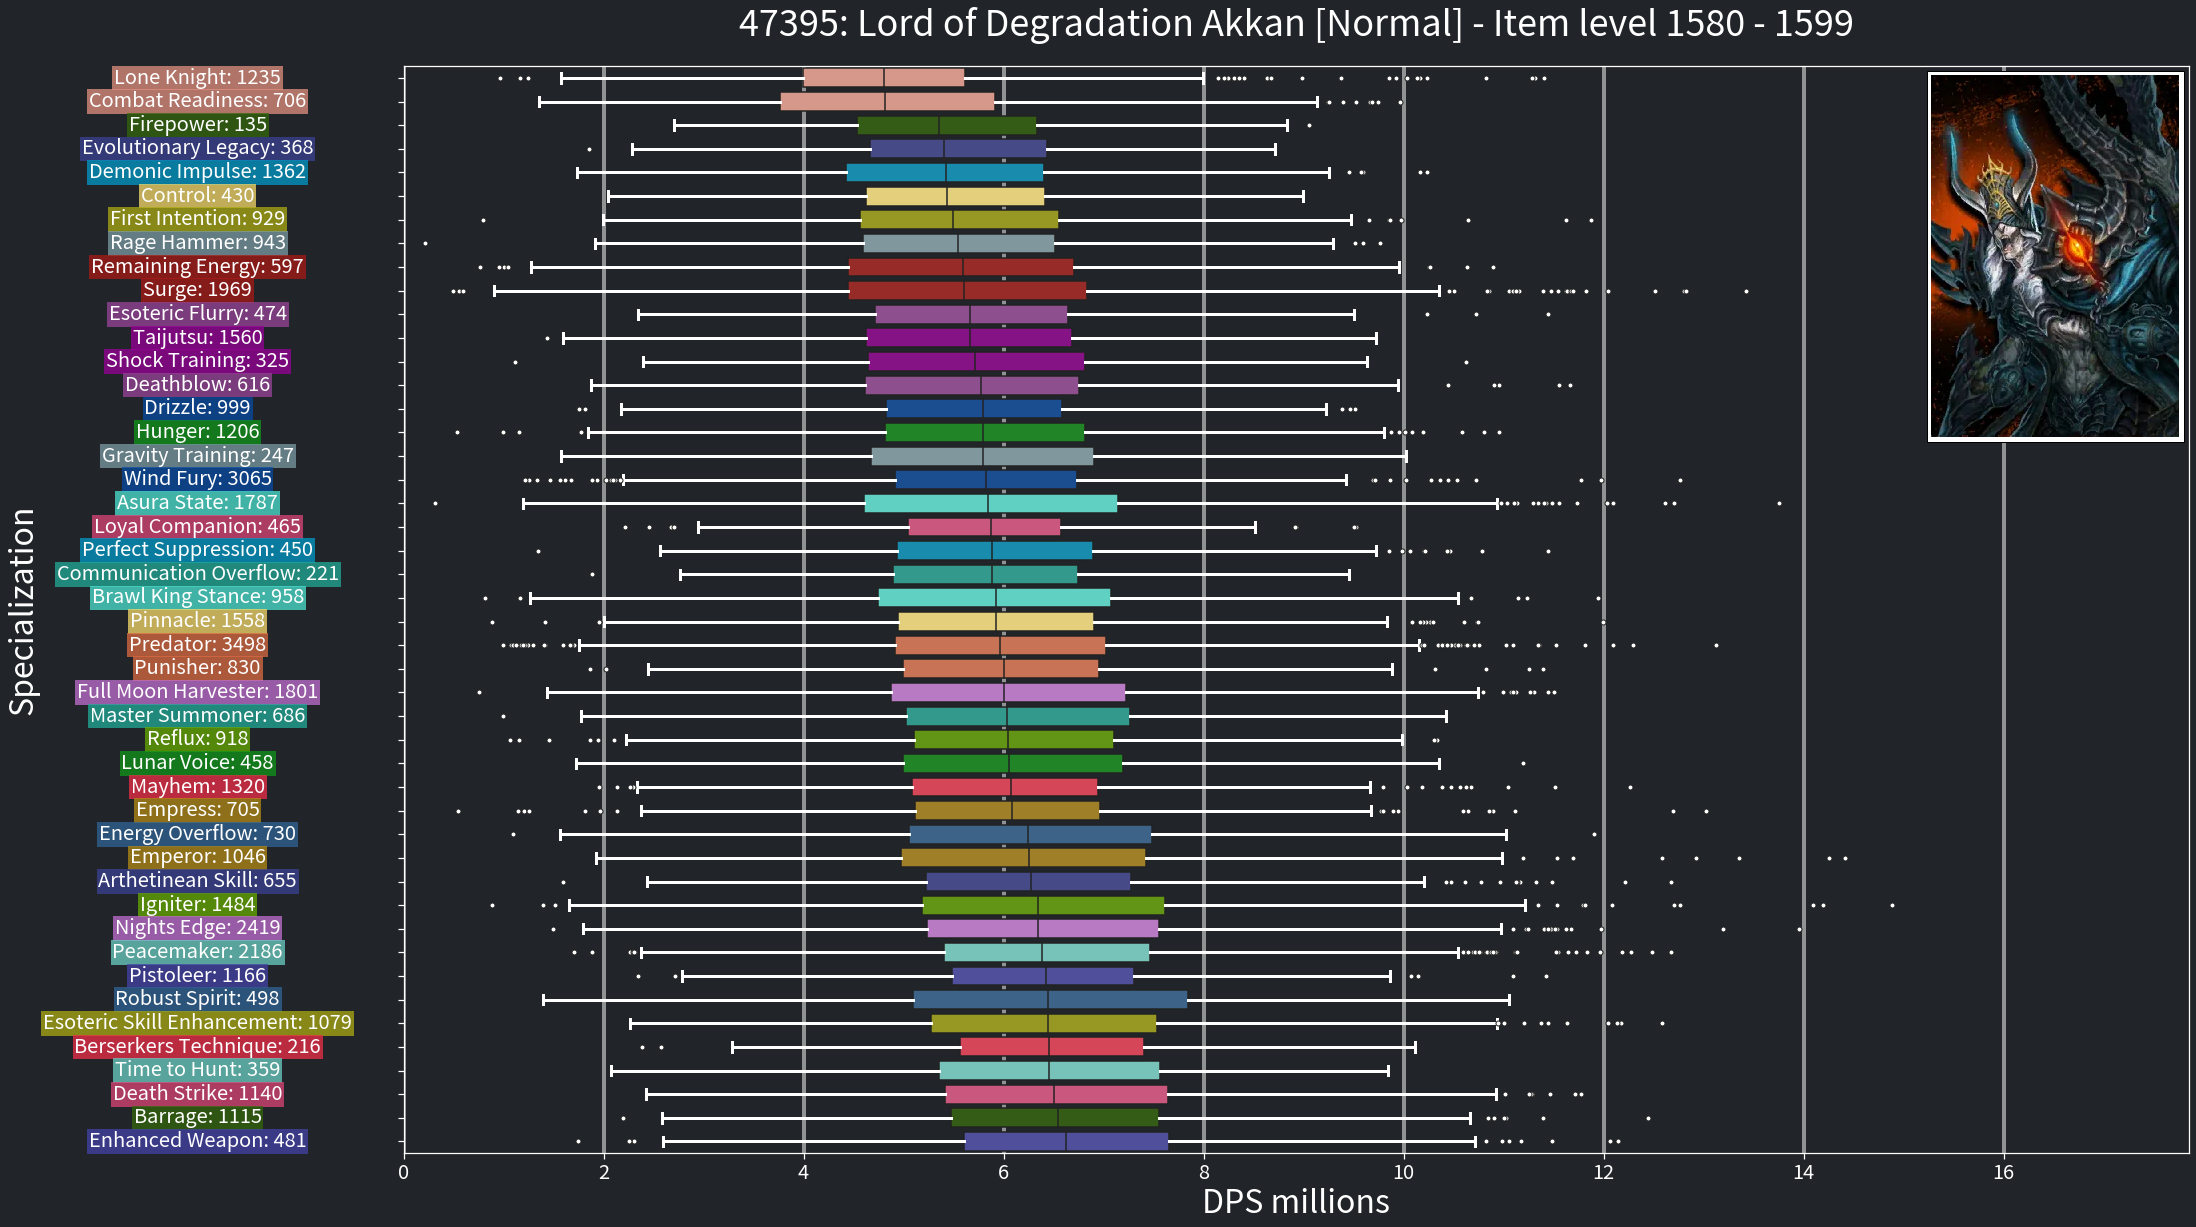 47395: Lord of Degradation Akkan [Normal] - Item level 1580 - 1599
Specialization
Lone Knight: 1235
Combat Readiness: 706
Firepower: 135
Evolutionary Legacy: 368
Demonic Impulse: 1362
Control: 430
First Intention: 929
Rage Hammer: 943
Remaining Energy: 597
Surge: 1969
Esoteric Flurry: 474
Taijutsu: 1560
Shock Training: 325
Deathblow: 616
Drizzle: 999
Hunger: 1206
Gravity Training: 247
Wind Fury: 3065
Asura State: 1787
Loyal Companion: 465
Perfect Suppression: 450
Communication Overflow: 221
Brawl King Stance: 958
Pinnacle: 1558
Predator: 3498
Punisher: 830
Full Moon Harvester: 1801
Master Summoner: 686
Reflux: 918
Lunar Voice: 458
Mayhem: 1320
Empress: 705
Energy Overflow: 730
Emperor: 1046
Arthetinean Skill: 655
Igniter: 1484
Nights Edge: 2419
Peacemaker: 2186
Pistoleer: 1166
Robust Spirit: 498
Esoteric Skill Enhancement: 1079
Berserkers Technique: 216
Time to Hunt: 359
Death Strike: 1140
Barrage: 1115
Enhanced Weapon: 481
0 2 4 6 8 10 12 14 16
DPS millions